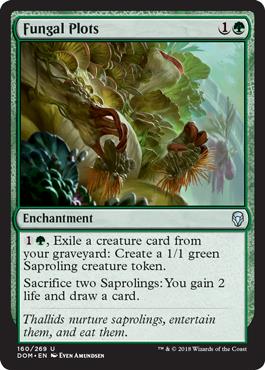 Fungal Plots 1
Enchantment
1, Exile a creature card from
your graveyard: Create a 1/1 green
Saproling creature token.
Sacrifice two Saprolings: You gain 2
life and draw a card.
Thallids nurture saprolings, entertain
them, and eat them.
160/269 U
DOM • EN Even Amundsen
™ & © 2018 Wizards of the Coast